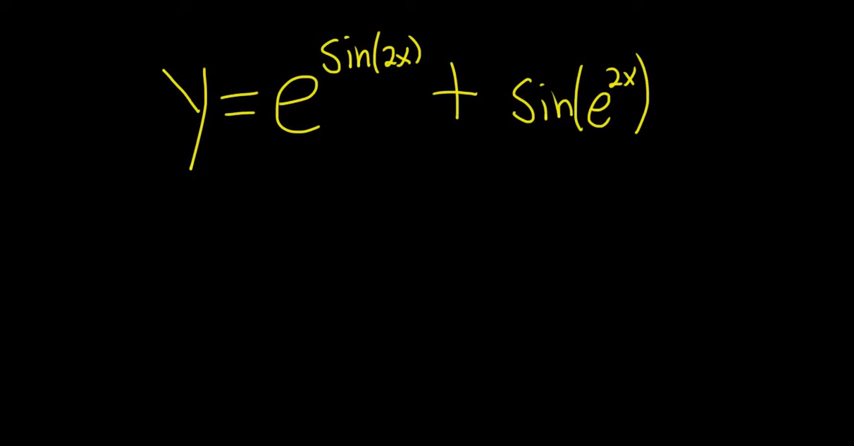 y = e^{sin(2x)} + sin(e^{2x})